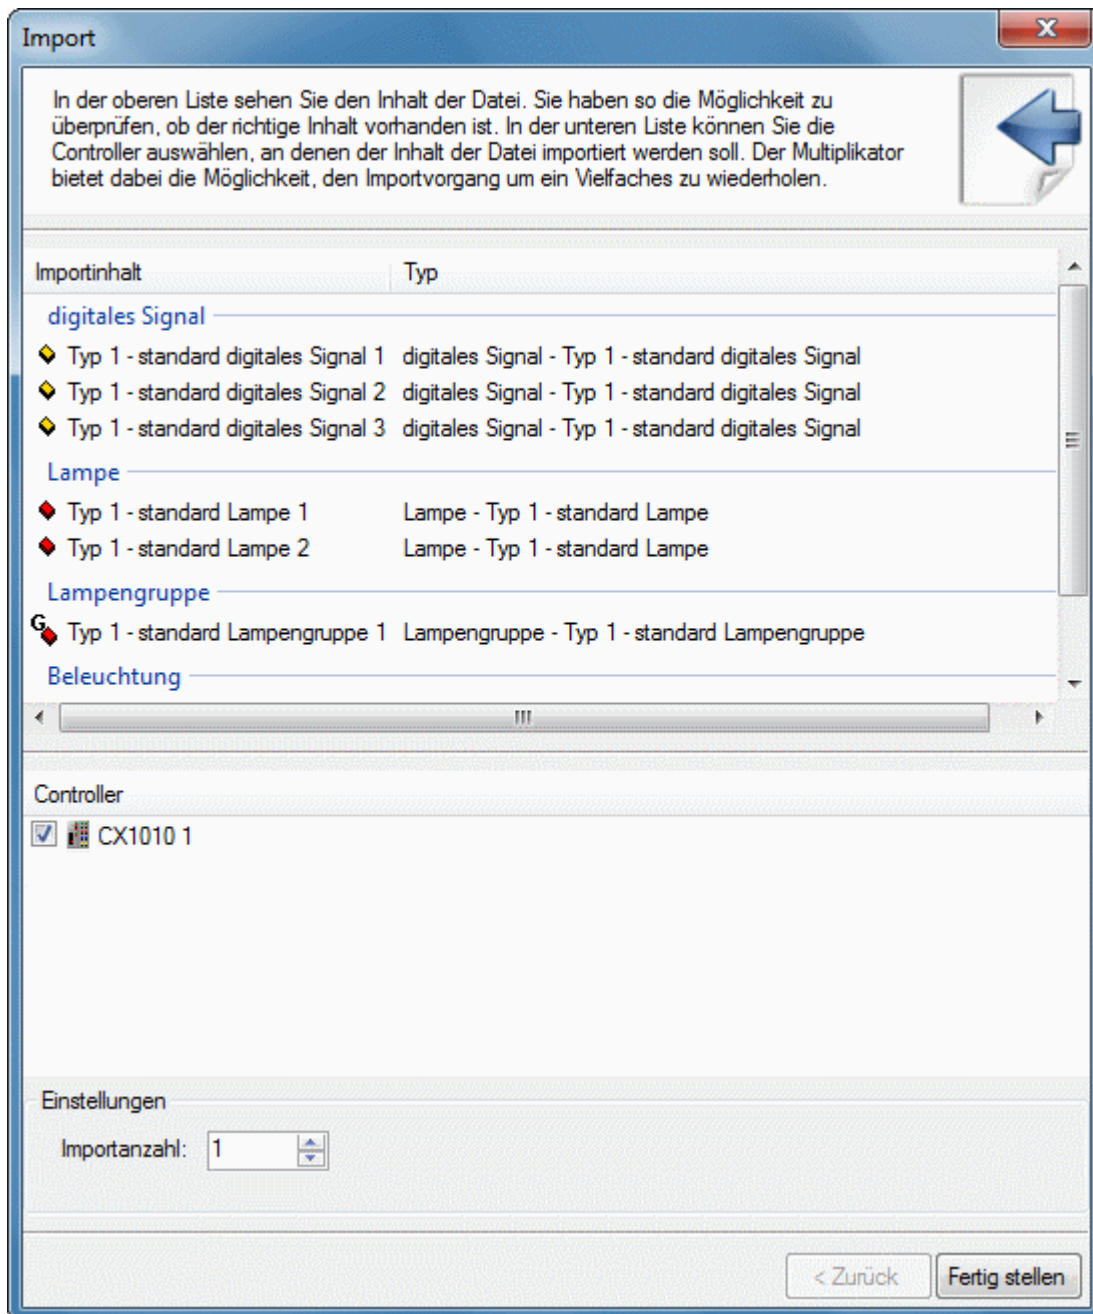 Import
In der oberen Liste sehen Sie den Inhalt der Datei. Sie haben so die Möglichkeit zu
überprüfen, ob der richtige Inhalt vorhanden ist. In der unteren Liste können Sie die
Controller auswählen, an denen der Inhalt der Datei importiert werden soll. Der Multiplikator
bietet dabei die Möglichkeit, den Importvorgang um ein Vielfaches zu wiederholen.
Importinhalt Typ
digitales Signal
Typ 1 - standard digitales Signal 1 digitales Signal - Typ 1 - standard digitales Signal
Typ 1 - standard digitales Signal 2 digitales Signal - Typ 1 - standard digitales Signal
Typ 1 - standard digitales Signal 3 digitales Signal - Typ 1 - standard digitales Signal
Lampe
Typ 1 - standard Lampe 1 Lampe - Typ 1 - standard Lampe
Typ 1 - standard Lampe 2 Lampe - Typ 1 - standard Lampe
Lampengruppe
G Typ 1 - standard Lampengruppe 1 Lampengruppe - Typ 1 - standard Lampengruppe
Beleuchtung
Controller
CX1010 1
Einstellungen
Importanzahl: 1
< Zurück Fertig stellen